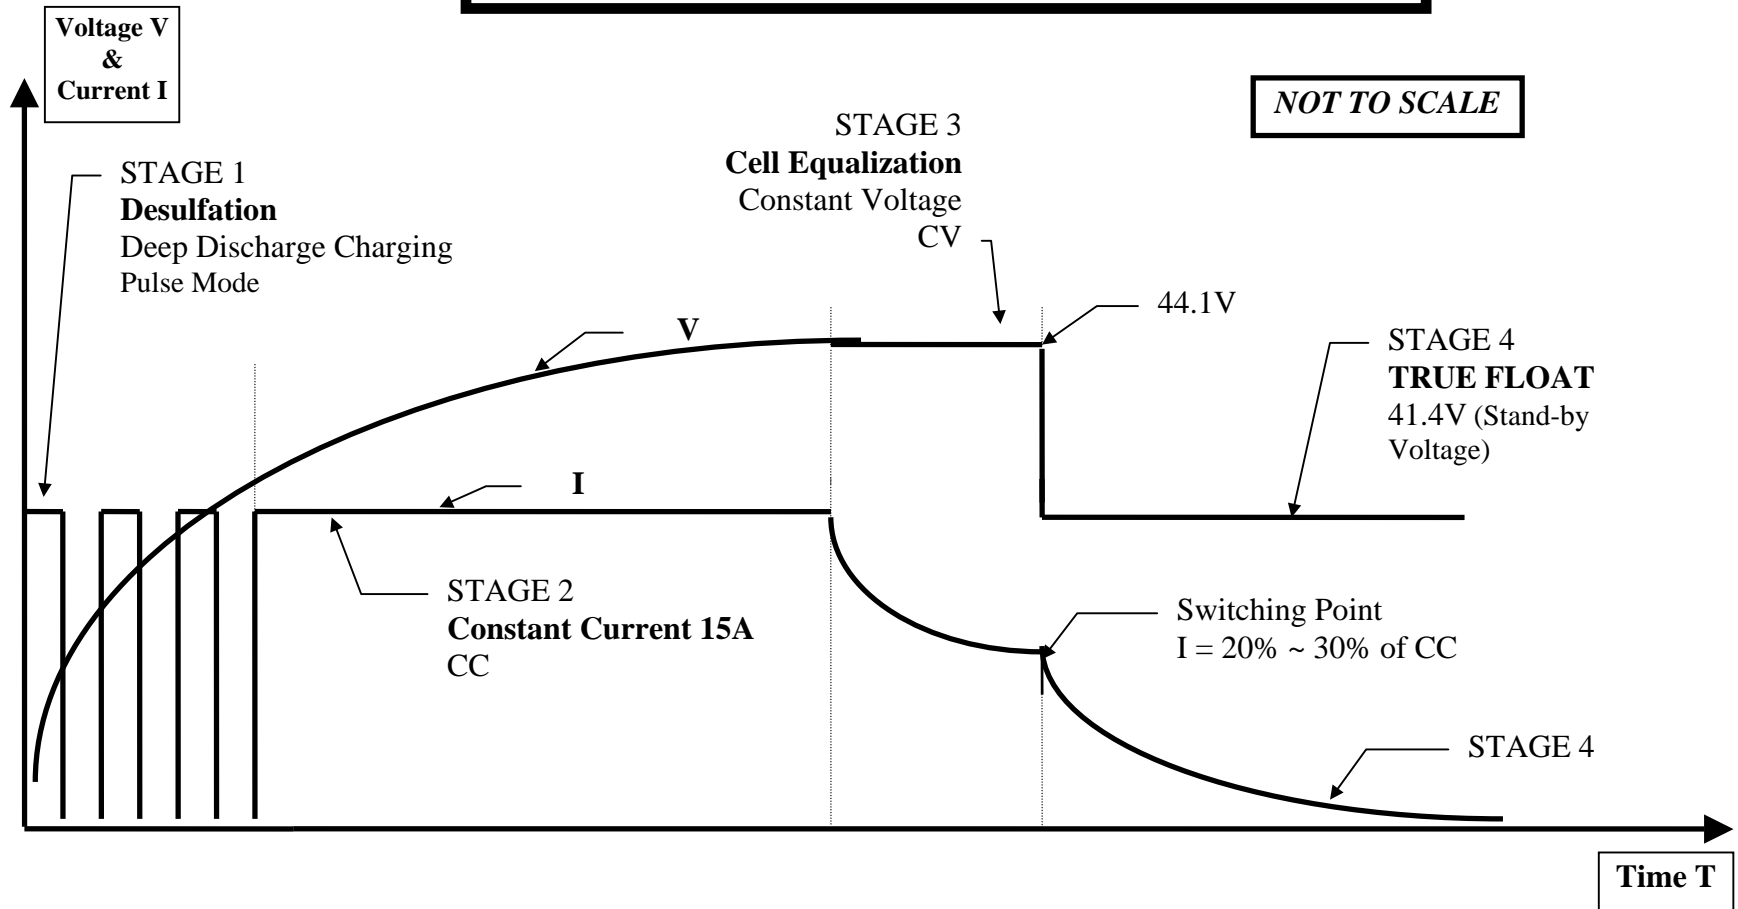 Voltage V
&
Current I
NOT TO SCALE
STAGE 1
Desulfation
Deep Discharge Charging
Pulse Mode
STAGE 3
Cell Equalization
Constant Voltage
CV
44.1V
V
STAGE 4
TRUE FLOAT
41.4V (Stand-by
Voltage)
I
STAGE 2
Constant Current 15A
CC
Switching Point
I = 20% ~ 30% of CC
STAGE 4
Time T